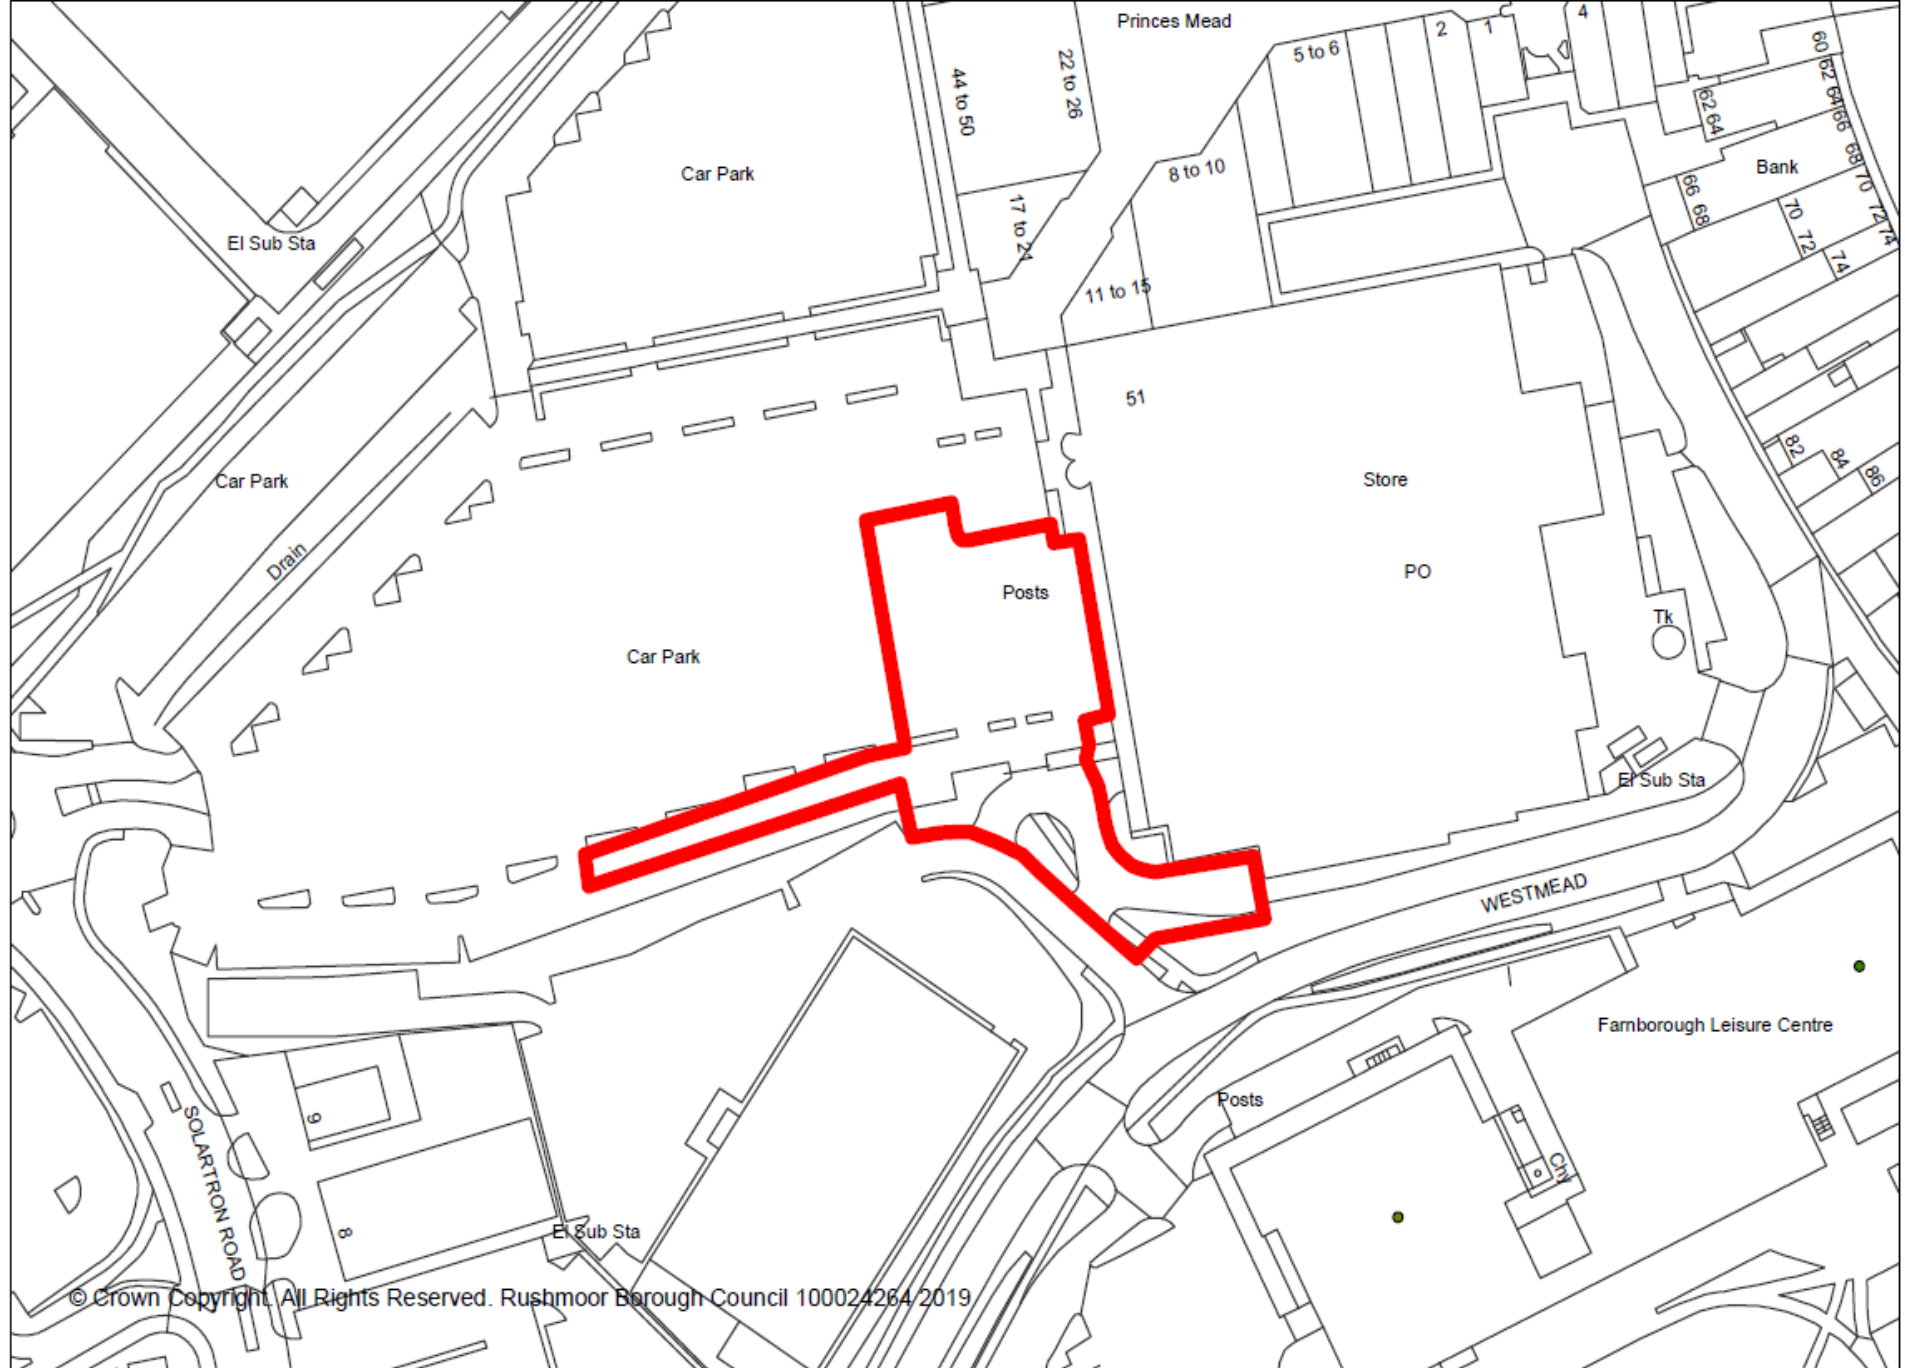 Princes Mead
4
2
1
5 to 6
60
62
64
66
68
70
72
74
62 64
44 to 50
22 to 26
Car Park
8 to 10
Bank
66 68
70
72
74
17 to 21
El Sub Sta
11 to 15
51
Car Park
Store
82
84
86
Drain
PO
Posts
Tk
Car Park
El Sub Sta
WESTMEAD
Farnborough Leisure Centre
Posts
9
SOLARTRON ROAD
Chy
8
El Sub Sta
© Crown Copyright. All Rights Reserved. Rushmoor Borough Council 100024264 2019